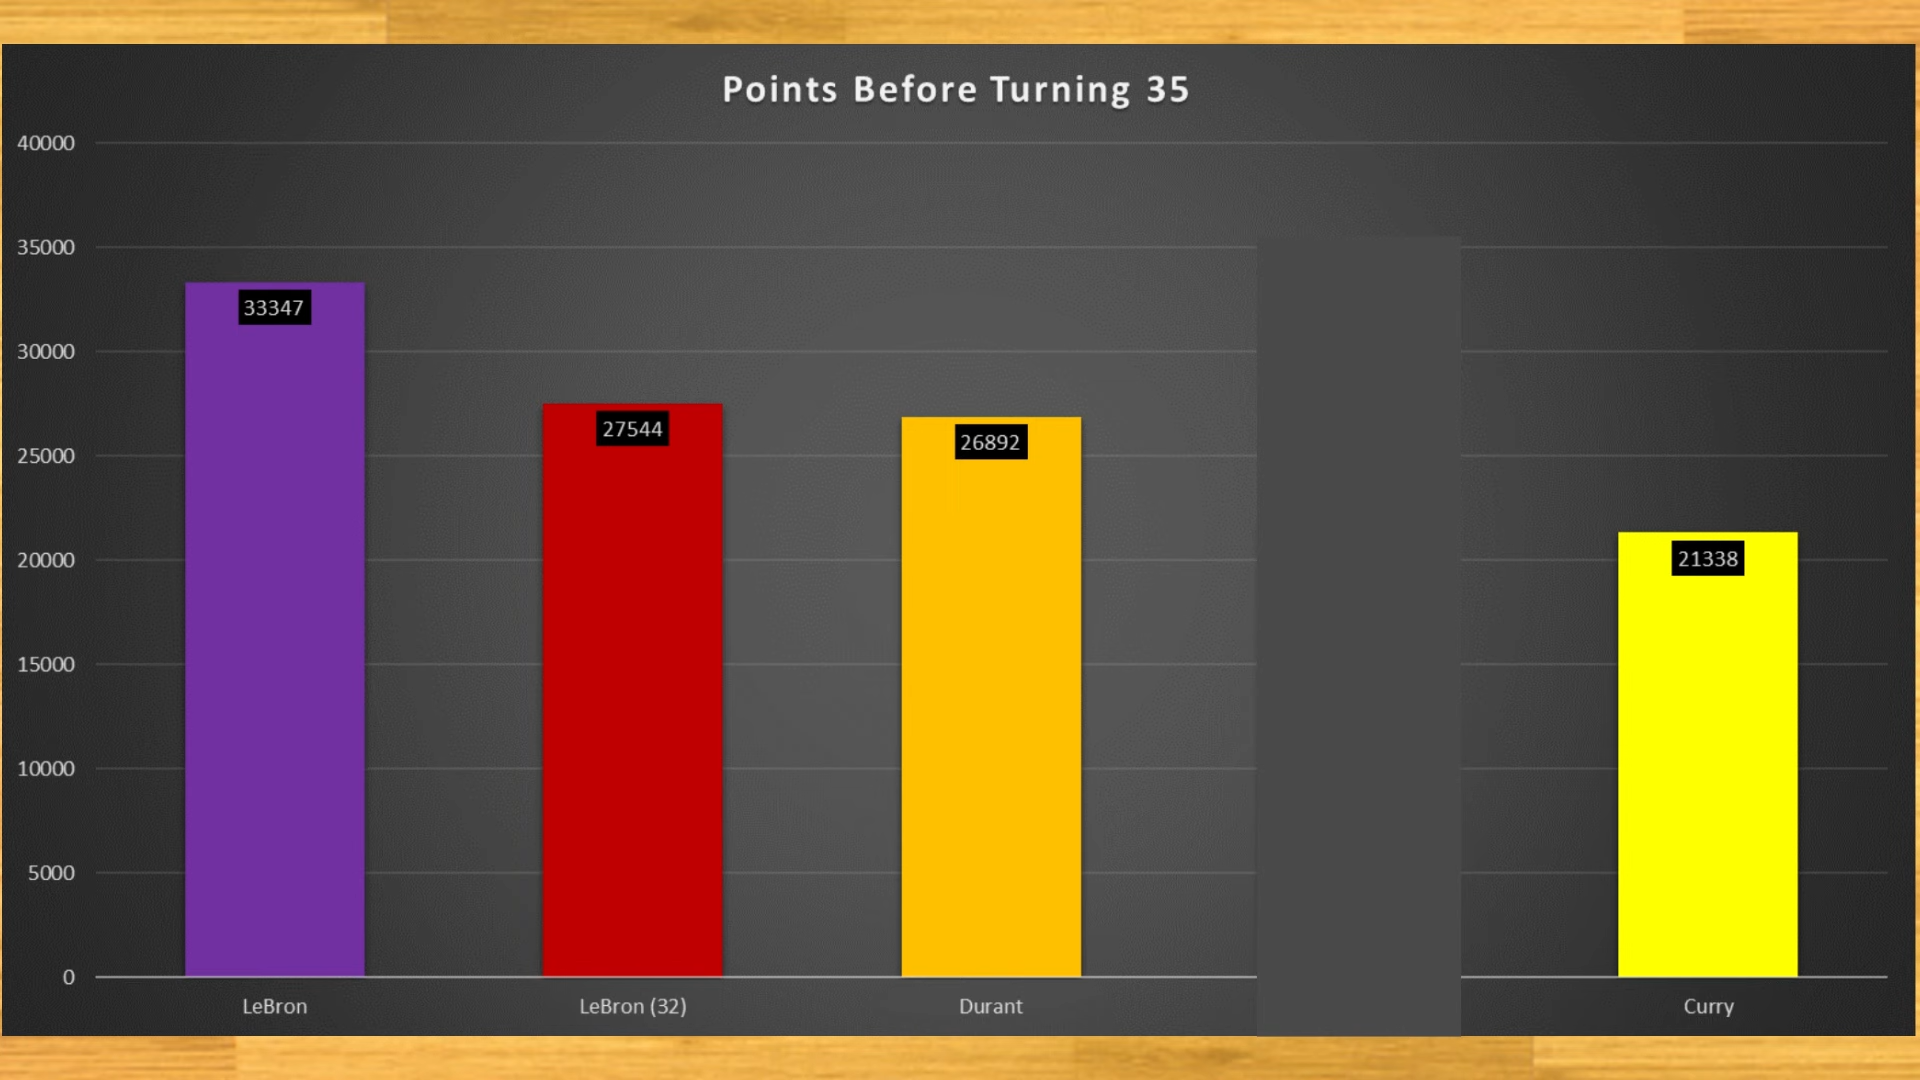 Points Before Turning 35
40000
35000
30000
25000
20000
15000
10000
5000
0
33347
27544
26892
21338
LeBron
LeBron (32)
Durant
Curry